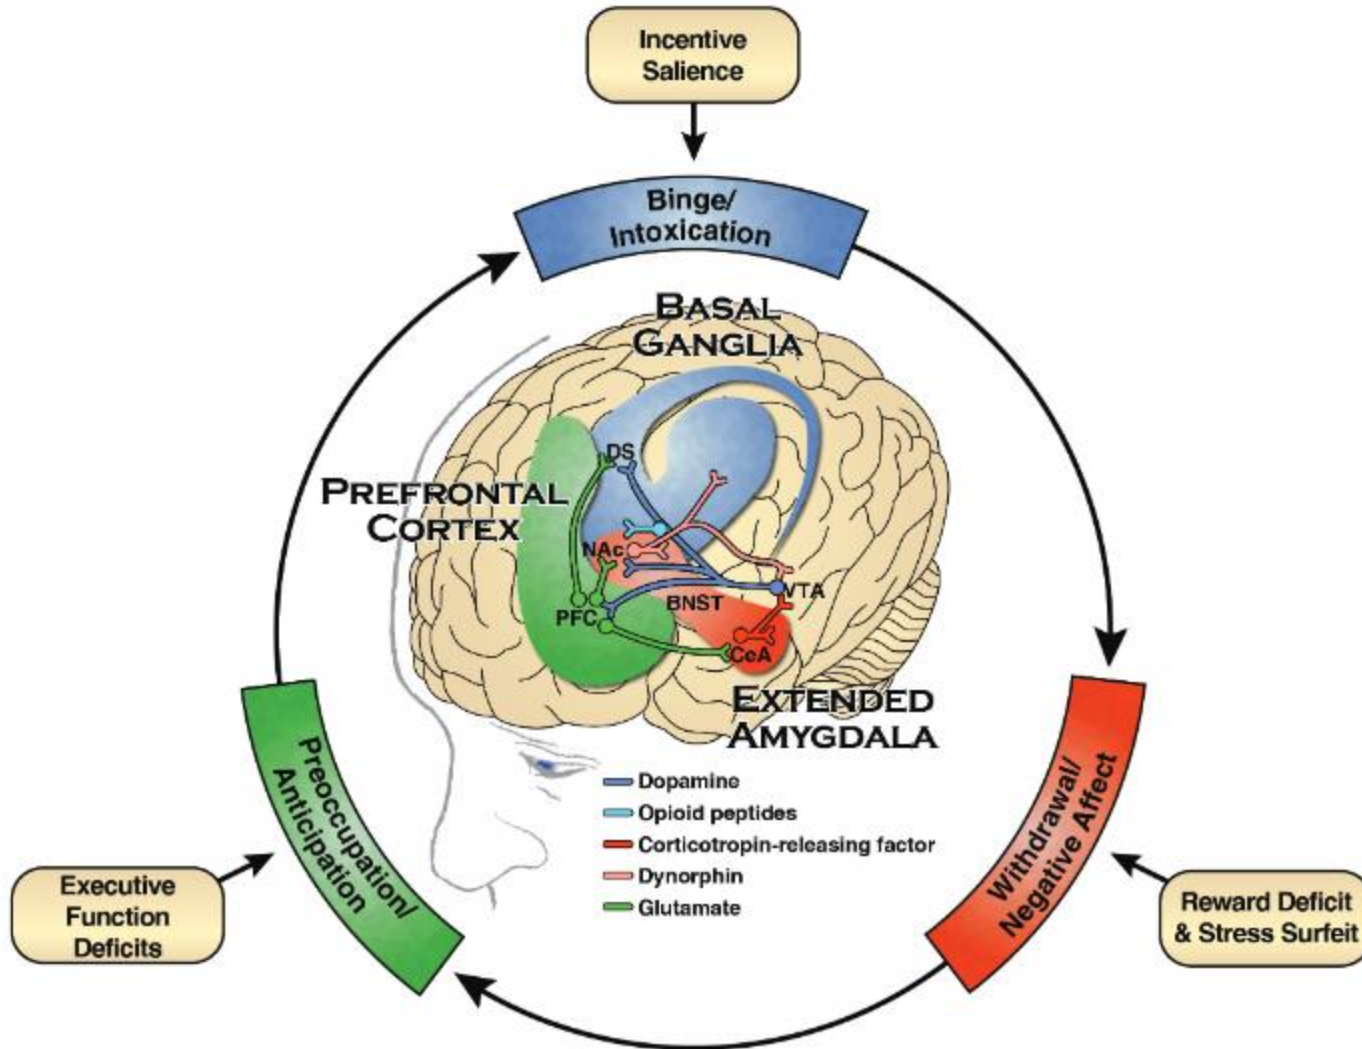 Incentive
Salience
Binge/
Intoxication
BASAL
GANGLIA
PREFRONTAL
CORTEX
DS
NAc
VTA
BNST
PFC
CeA
EXTENDED
AMYGDALA
Dopamine
Opioid peptides
Corticotropin-releasing factor
Dynorphin
Glutamate
Preoccupation/
Anticipation
Withdrawal/
Negative Affect
Executive
Function
Deficits
Reward Deficit
& Stress Surfeit